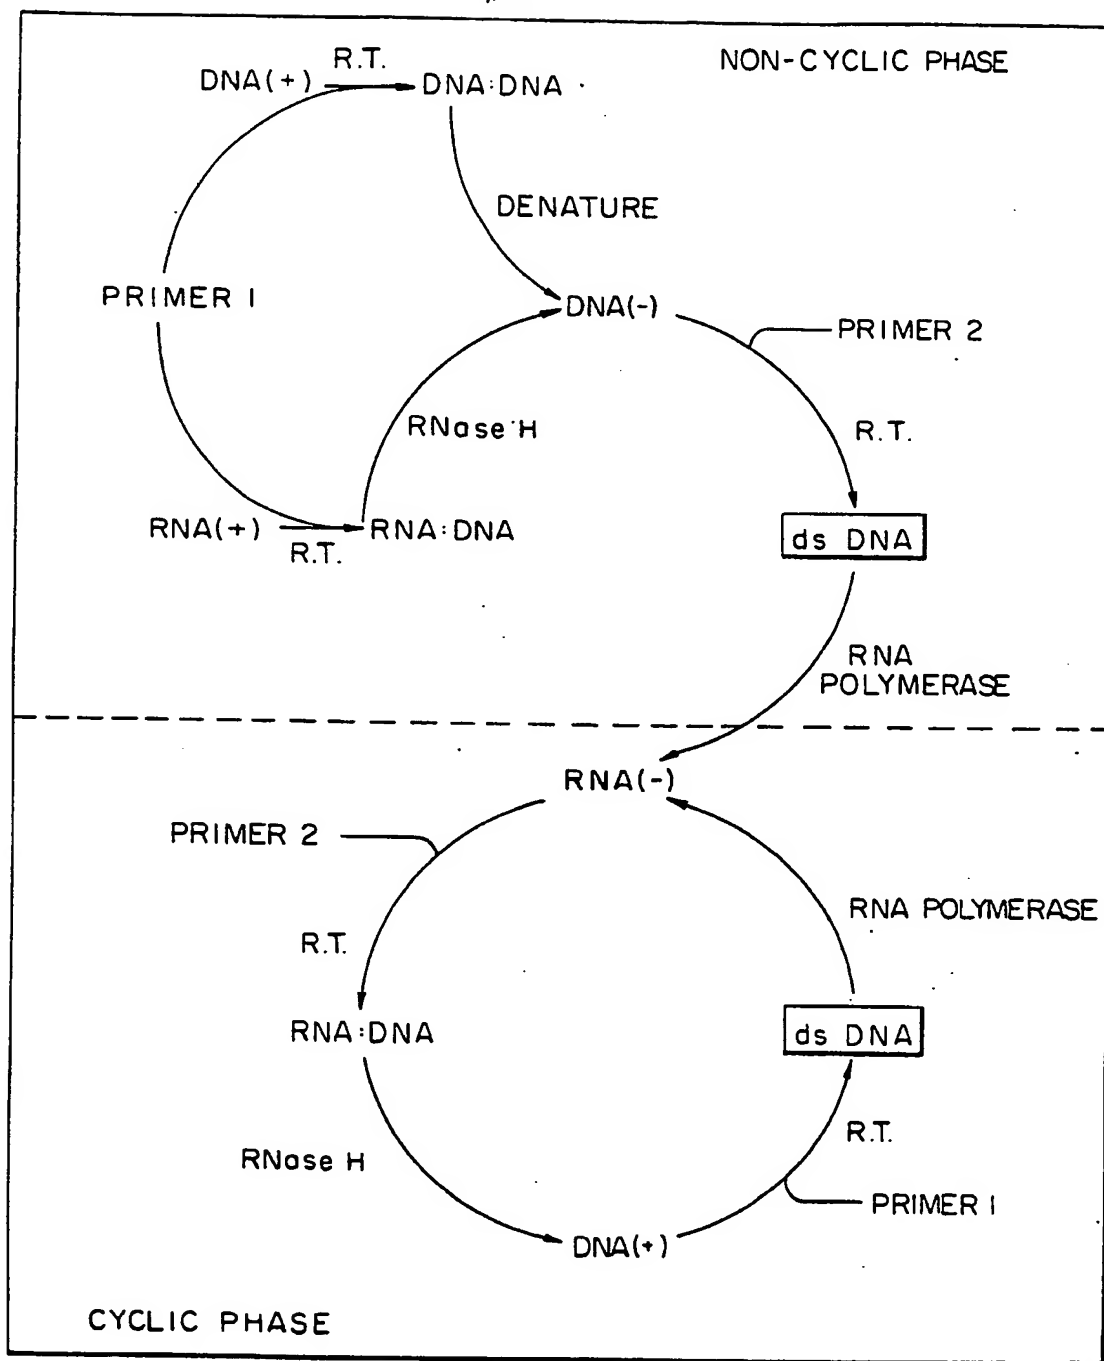 NON-CYCLIC PHASE
R.T.
DNA(+)
DNA:DNA
DENATURE
PRIMER 1
DNA(-)
PRIMER 2
RNase H
R.T.
RNA(+)
RNA:DNA
R.T.
ds DNA
RNA
POLYMERASE
RNA(-)
PRIMER 2
RNA POLYMERASE
R.T.
RNA:DNA
ds DNA
R.T.
RNase H
PRIMER 1
DNA(+)
CYCLIC PHASE